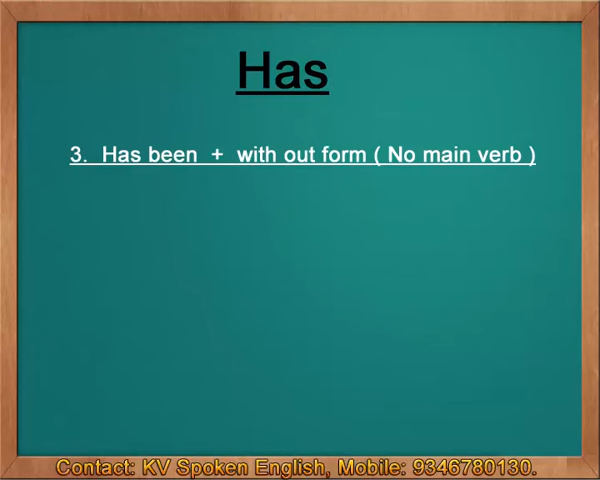 Has
3. Has been + with out form ( No main verb )
Contact: KV Spoken English, Mobile: 9346780130.